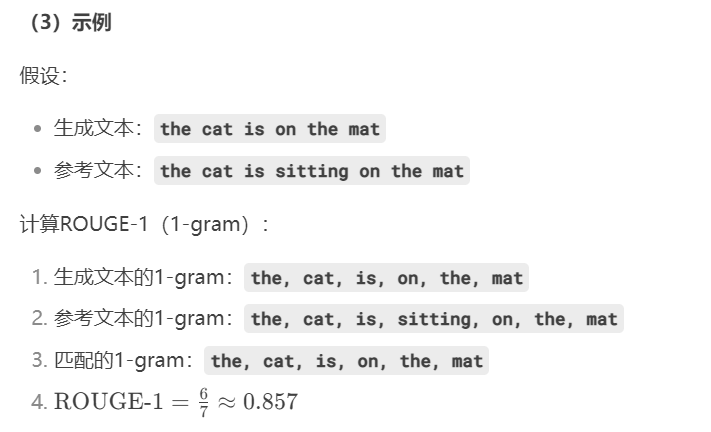 （3）示例
假设：
• 生成文本： the cat is on the mat
• 参考文本： the cat is sitting on the mat
计算ROUGE-1（1-gram）：
1. 生成文本的1-gram： the, cat, is, on, the, mat
2. 参考文本的1-gram： the, cat, is, sitting, on, the, mat
3. 匹配的1-gram： the, cat, is, on, the, mat
4. ROUGE-1 = 6/7 ≈ 0.857